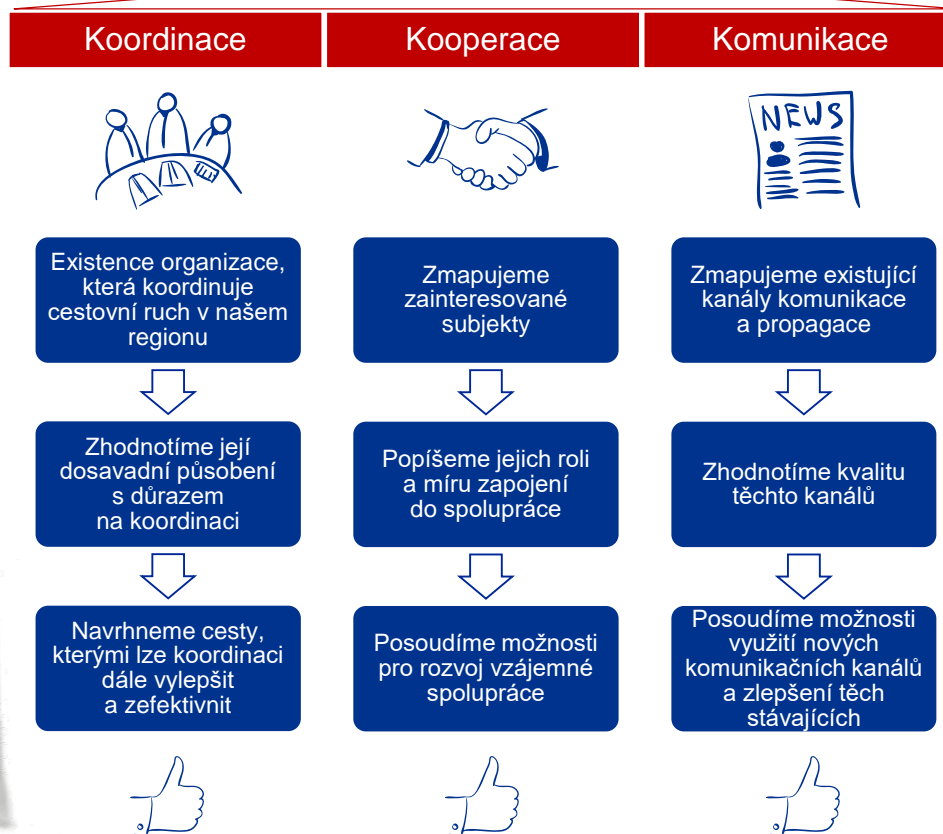 Koordinace
Kooperace
Komunikace
NEWS
Existence organizace,
která koordinuje
cestovní ruch v našem
regionu
Zmapujeme
zainteresované
subjekty
Zmapujeme existující
kanály komunikace
a propagace
Zhodnotíme její
dosavadní působení
s důrazem
na koordinaci
Popíšeme jejich roli
a míru zapojení
do spolupráce
Zhodnotíme kvalitu
těchto kanálů
Navrhneme cesty,
kterými lze koordinaci
dále vylepšit
a zefektivnit
Posoudíme možnosti
pro rozvoj vzájemné
spolupráce
Posoudíme možnosti
využití nových
komunikačních kanálů
a zlepšení těch
stávajících